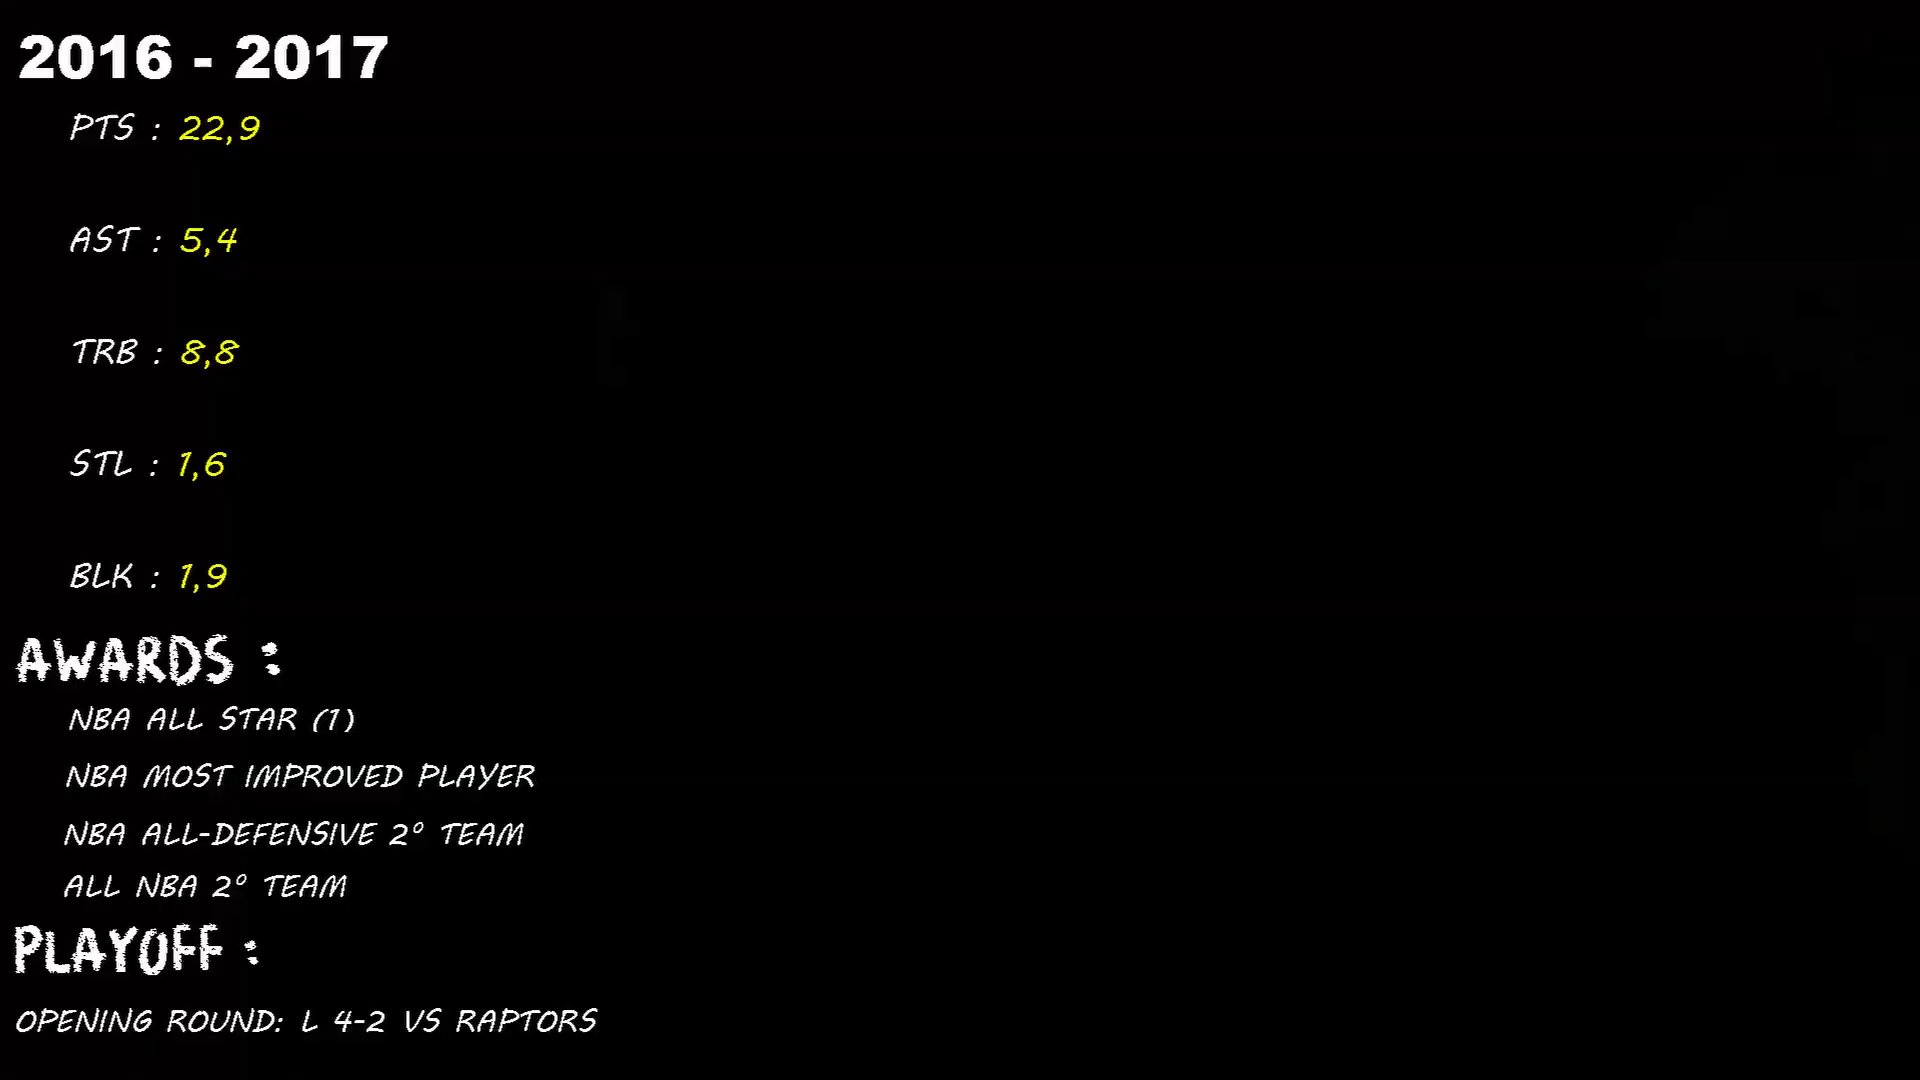 2016 - 2017
PTS : 22,9
AST : 5,4
TRB : 8,8
STL : 1,6
BLK : 1,9
AWARDS :
NBA ALL STAR (1)
NBA MOST IMPROVED PLAYER
NBA ALL-DEFENSIVE 2° TEAM
ALL NBA 2° TEAM
PLAYOFF :
OPENING ROUND: L 4-2 VS RAPTORS